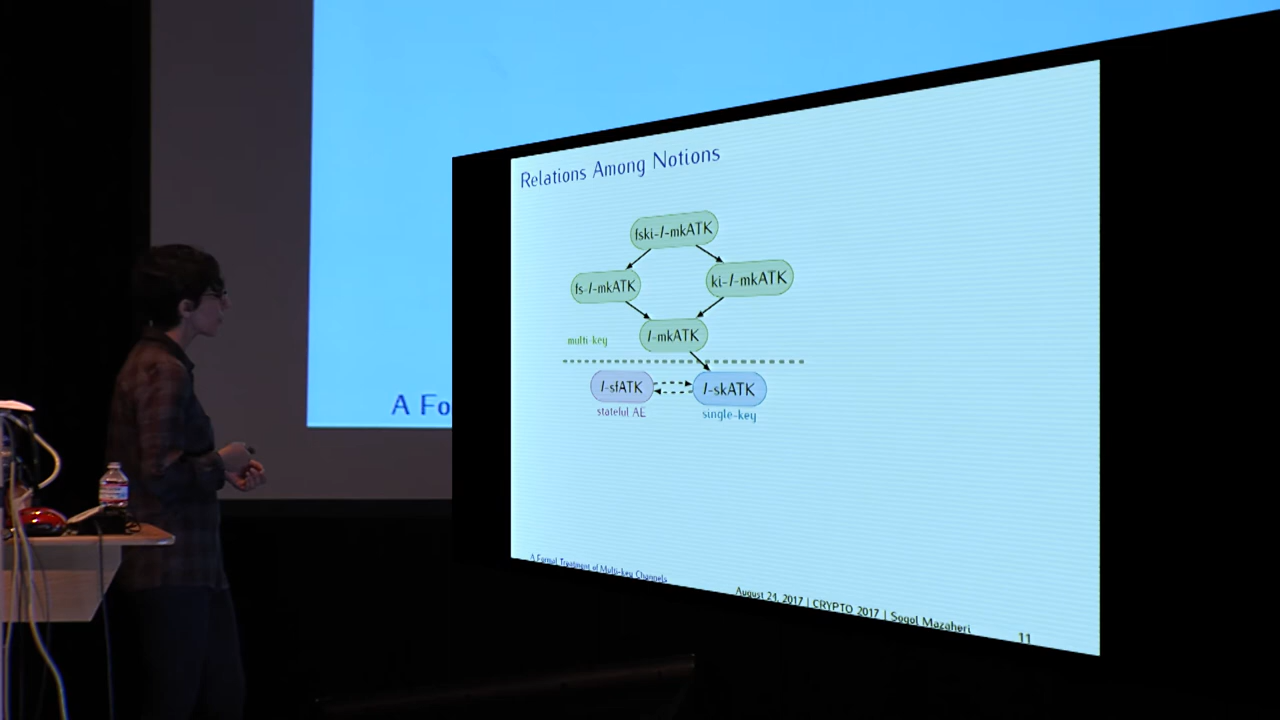 Relations Among Notions
fski-I-mkATK
fs-I-mkATK
ki-I-mkATK
I-mkATK
multi-key
I-sfATK
I-skATK
stateful AE
single-key
A Fo
A Formal Treatment of Multi-key Channels
August 24, 2017 | CRYPTO 2017 | Sogol Mazaheri
11